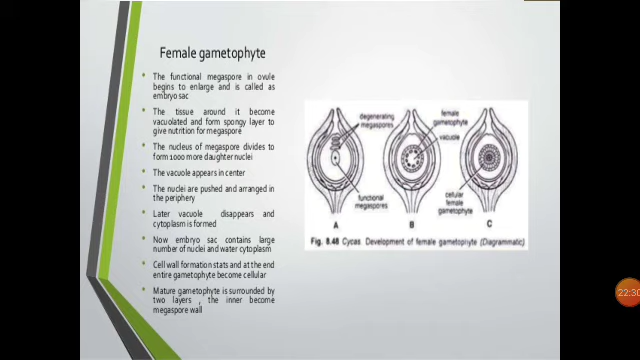 Female gametophyte
The functional megaspore in ovule
begins to enlarge and is called as
embryo sac
The tissue around it become
vacuolated and form spongy layer to
give nutrition for megaspore
The nucleus of megaspore divides to
form 1000 more daughter nuclei
The vacuole appears in center
The nuclei are pushed and arranged in
the periphery
Later vacuole disappears and
cytoplasm is formed
Now embryo sac contains large
number of nuclei and water cytoplasm
Cell wall formation stats and at the end
entire gametophyte become cellular
Mature gametophyte is surrounded by
two layers , the inner become
megaspore wall
degenerating
megaspores
female
gametophyte
vacuole
functional
megaspores
cellular
female
gametophyte
A
B
C
Fig. 8.48 Cycas. Development of female gametophyte (Diagrammatic)
22:30